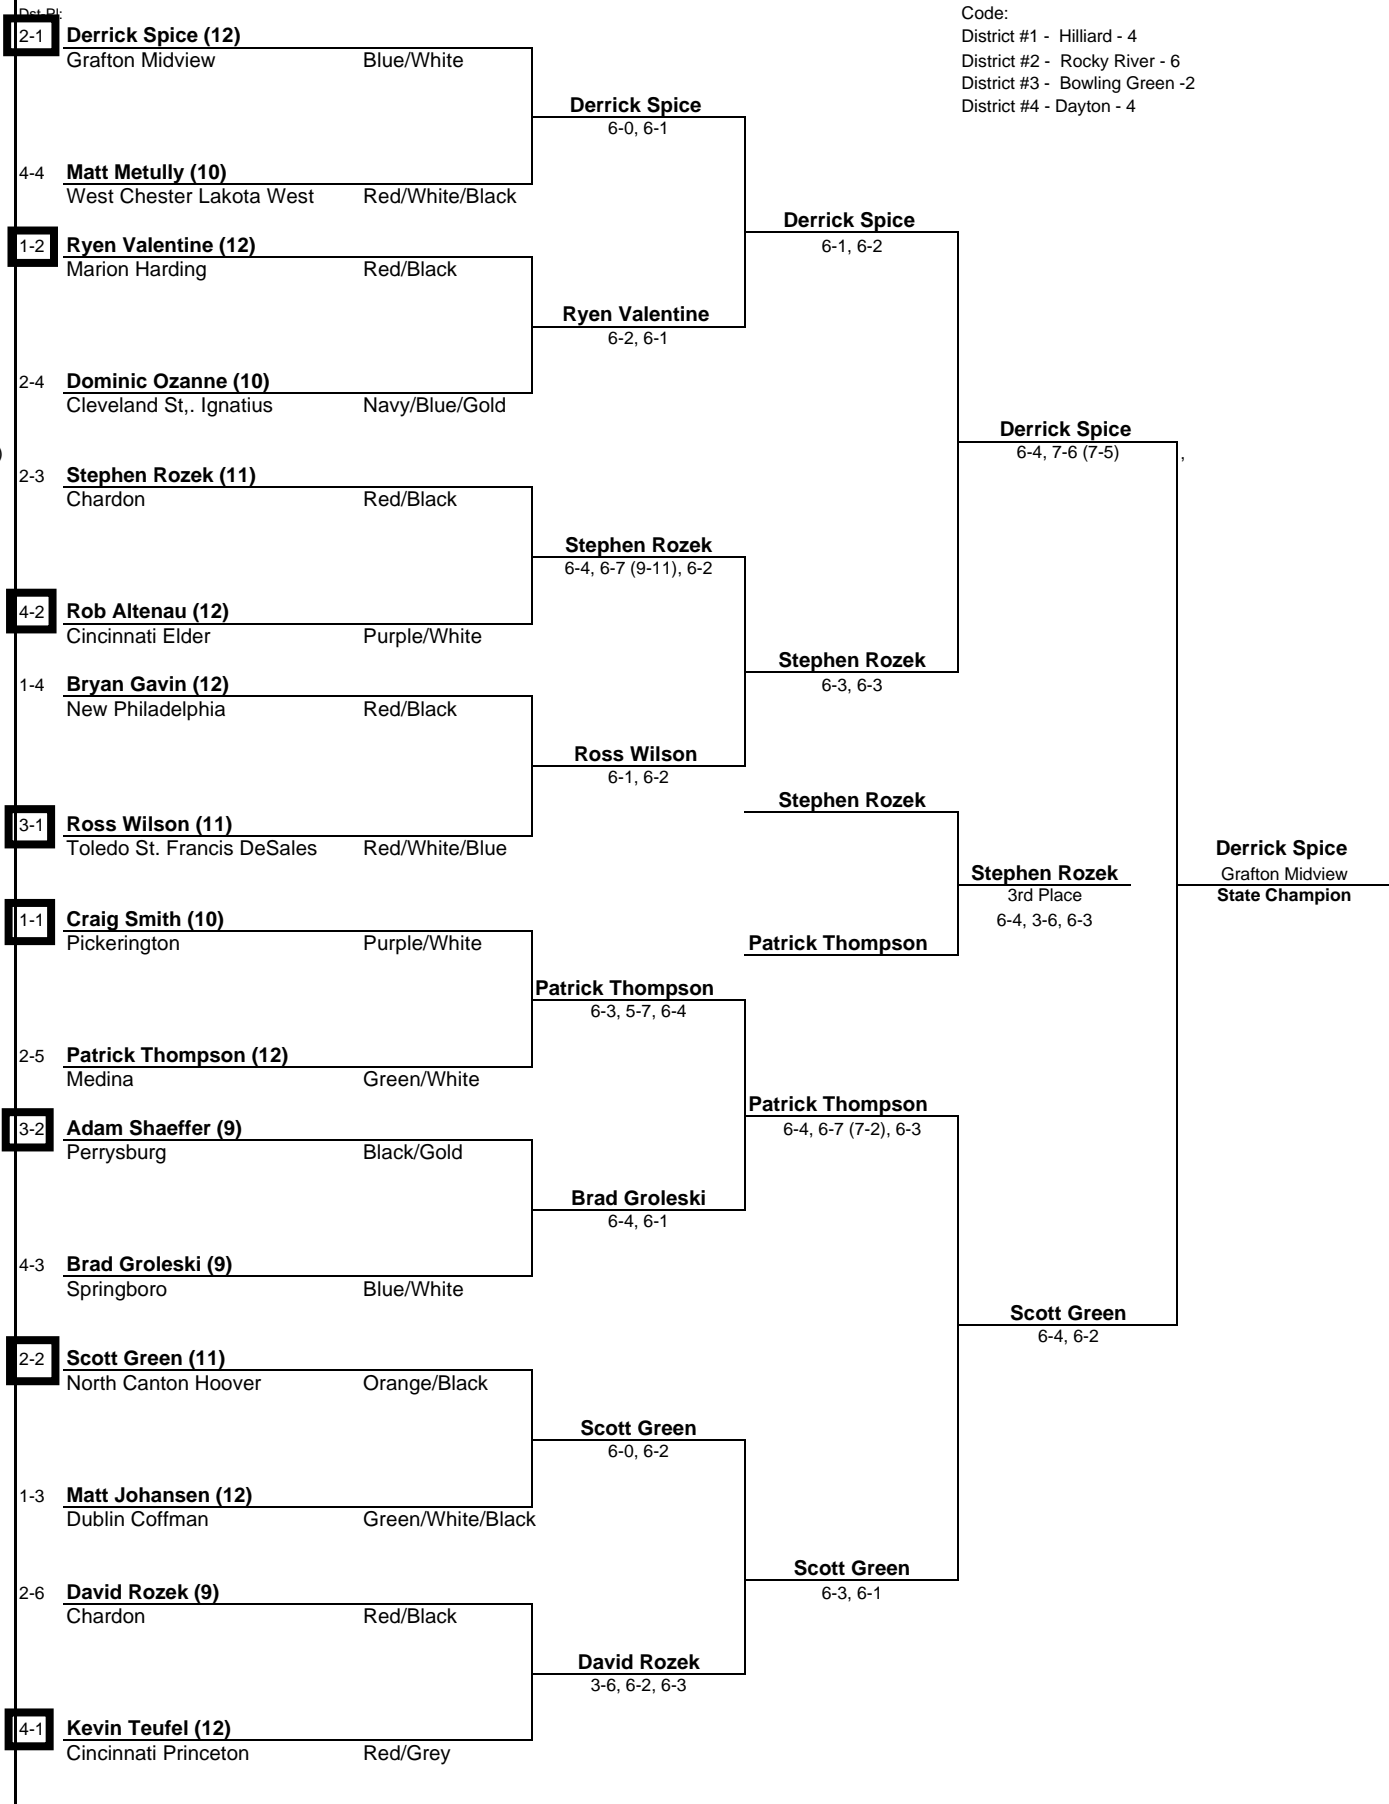 Dst-Pl:
Code:
2-1 Derrick Spice (12)
District #1 - Hilliard - 4
Grafton Midview Blue/White
District #2 - Rocky River - 6
District #3 - Bowling Green -2
Derrick Spice
District #4 - Dayton - 4
6-0, 6-1
4-4 Matt Metully (10)
West Chester Lakota West Red/White/Black
Derrick Spice
1-2 Ryen Valentine (12)
6-1, 6-2
Marion Harding Red/Black
Ryen Valentine
6-2, 6-1
2-4 Dominic Ozanne (10)
Cleveland St,. Ignatius Navy/Blue/Gold
Derrick Spice
)
6-4, 7-6 (7-5) ,
2-3 Stephen Rozek (11)
Chardon Red/Black
Stephen Rozek
6-4, 6-7 (9-11), 6-2
4-2 Rob Altenau (12)
Cincinnati Elder Purple/White
Stephen Rozek
1-4 Bryan Gavin (12)
6-3, 6-3
New Philadelphia Red/Black
Ross Wilson
6-1, 6-2
Stephen Rozek
3-1 Ross Wilson (11)
Toledo St. Francis DeSales Red/White/Blue
Derrick Spice
Stephen Rozek
Grafton Midview
3rd Place
State Champion
1-1 Craig Smith (10)
6-4, 3-6, 6-3
Pickerington Purple/White
Patrick Thompson
Patrick Thompson
6-3, 5-7, 6-4
2-5 Patrick Thompson (12)
Medina Green/White
Patrick Thompson
3-2 Adam Shaeffer (9)
6-4, 6-7 (7-2), 6-3
Perrysburg Black/Gold
Brad Groleski
6-4, 6-1
4-3 Brad Groleski (9)
Springboro Blue/White
Scott Green
6-4, 6-2
2-2 Scott Green (11)
North Canton Hoover Orange/Black
Scott Green
6-0, 6-2
1-3 Matt Johansen (12)
Dublin Coffman Green/White/Black
Scott Green
2-6 David Rozek (9)
6-3, 6-1
Chardon Red/Black
David Rozek
3-6, 6-2, 6-3
4-1 Kevin Teufel (12)
Cincinnati Princeton Red/Grey